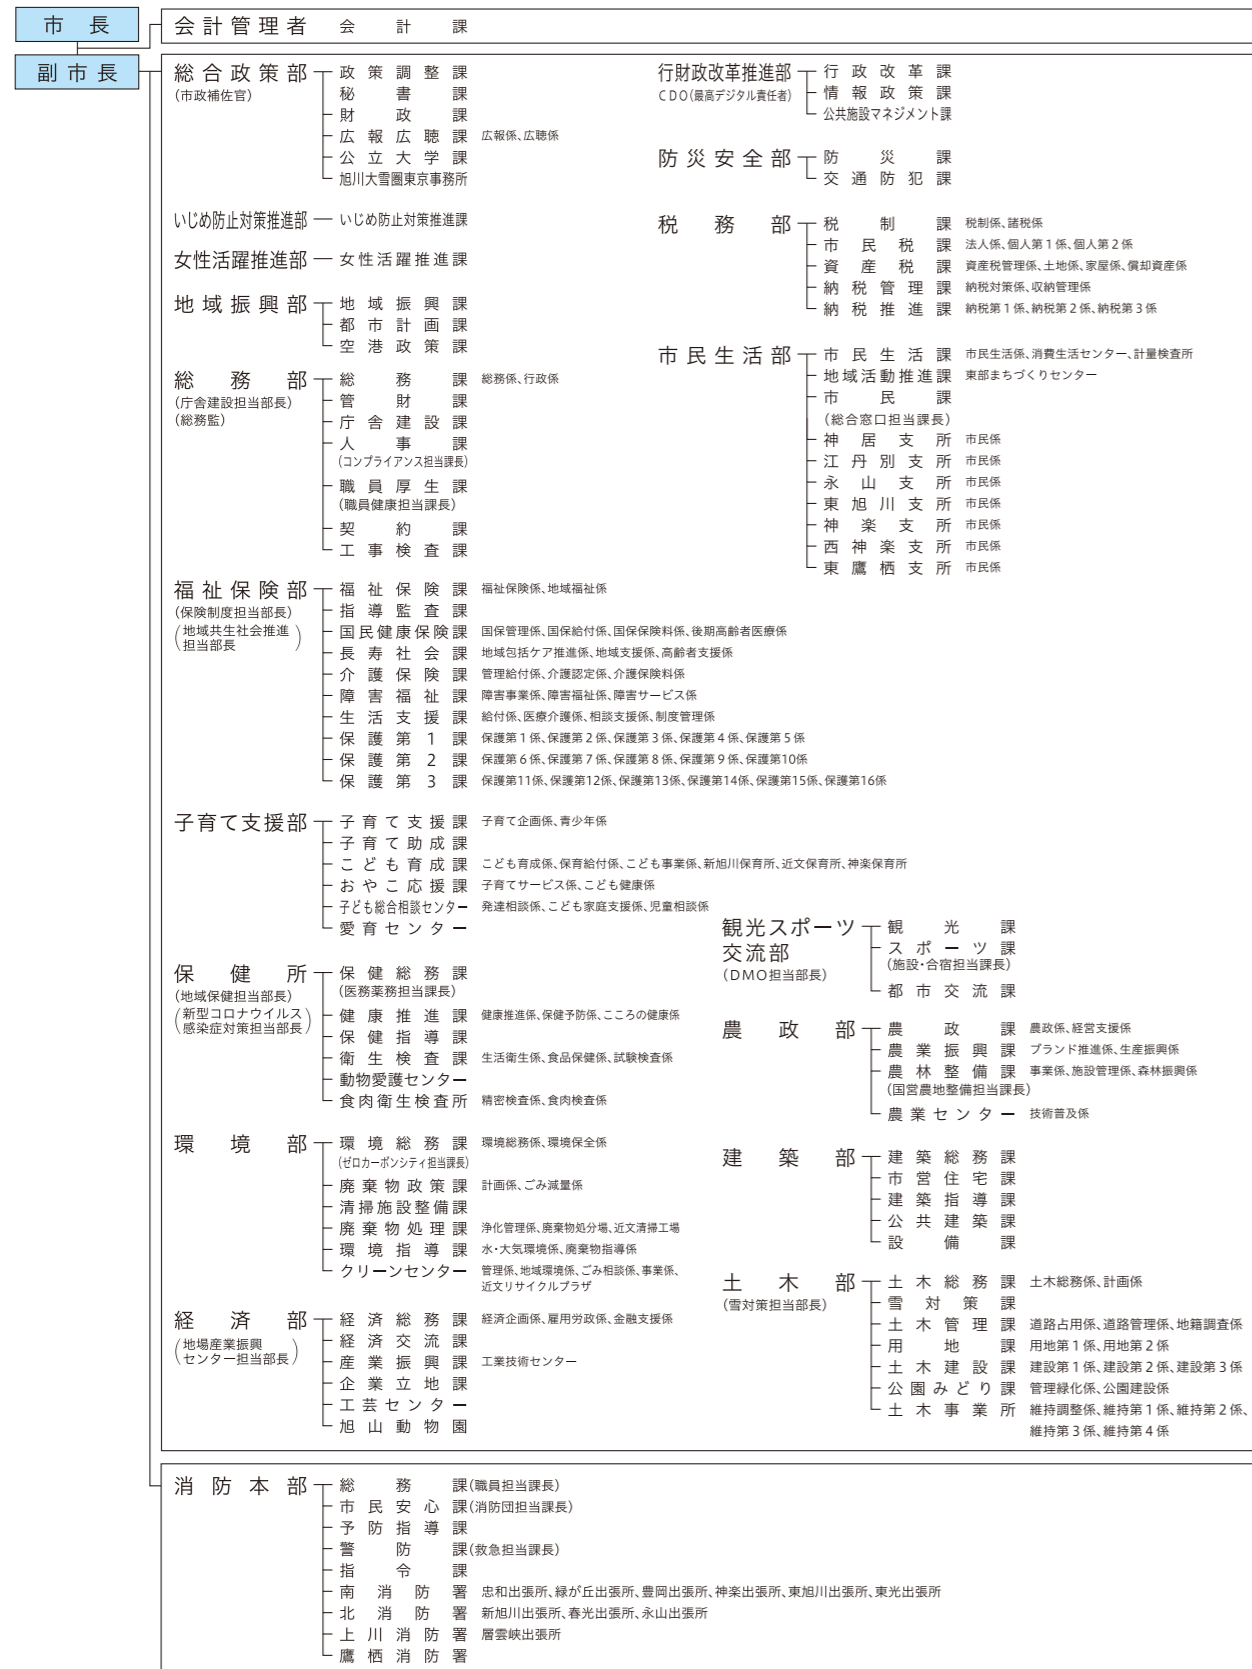 市長
会計管理者 会計課
副市長
総合政策部 政策調整課
(市政補佐官) 秘書課
財政課
広報広聴課 広報係、広聴係
公立大学課
旭川大雪圏東京事務所
いじめ防止対策推進部 いじめ防止対策推進課
女性活躍推進部 女性活躍推進課
地域振興部 地域振興課
都市計画課
空港政策課
総務部 総務課 総務係、行政係
(庁舎建設担当部長) 管財課
(総務監) 庁舎建設課
人事課
(コンプライアンス担当課長)
職員厚生課
(職員健康担当課長)
契約課
工事検査課
行財政改革推進部 行政改革課
CDO(最高デジタル責任者) 情報政策課
公共施設マネジメント課
防災安全部 防災課
交通防犯課
税務部 税制課 税制係、諸税係
市民税課 法人係、個人第1係、個人第2係
資産税課 資産税管理係、土地係、家屋係、償却資産係
納税管理課 納税対策係、収納管理係
納税推進課 納税第1係、納税第2係、納税第3係
市民生活部 市民生活課 市民生活係、消費生活センター、計量検査所
地域活動推進課 東部まちづくりセンター
市民課
(総合窓口担当課長)
神居支所 市民係
江丹別支所 市民係
永山支所 市民係
東旭川支所 市民係
神楽支所 市民係
西神楽支所 市民係
東鷹栖支所 市民係
福祉保険部 福祉保険課 福祉保険係、地域福祉係
(保険制度担当部長) 指導監査課
(地域共生社会推進 国民健康保険課 国保管理係、国保給付係、国保保険料係、後期高齢者医療係
担当部長) 長寿社会課 地域包括ケア推進係、地域支援係、高齢者支援係
介護保険課 管理給付係、介護認定係、介護保険料係
障害福祉課 障害事業係、障害福祉係、障害サービス係
生活支援課 給付係、医療介護係、相談支援係、制度管理係
保護第1課 保護第1係、保護第2係、保護第3係、保護第4係、保護第5係
保護第2課 保護第6係、保護第7係、保護第8係、保護第9係、保護第10係
保護第3課 保護第11係、保護第12係、保護第13係、保護第14係、保護第15係、保護第16係
子育て支援部 子育て支援課 子育て企画係、青少年係
子育て助成課
こども育成課 こども育成係、保育給付係、こども事業係、新旭川保育所、近文保育所、神楽保育所
おやこ応援課 子育てサービス係、こども健康係
子ども総合相談センター 発達相談係、こども家庭支援係、児童相談係
愛育センター
保健所 保健総務課
(地域保健担当部長) (医務薬務担当課長)
(新型コロナウイルス 健康推進課 健康推進係、保健予防係、こころの健康係
感染症対策担当部長) 保健指導課
衛生検査課 生活衛生係、食品保健係、試験検査係
動物愛護センター
食肉衛生検査所 精密検査係、食肉検査係
環境部 環境総務課 環境総務係、環境保全係
(ゼロカーボンシティ担当課長)
廃棄物政策課 計画係、ごみ減量係
清掃施設整備課
廃棄物処理課 浄化管理係、廃棄物処分場、近文清掃工場
環境指導課 水・大気環境係、廃棄物指導係
クリーンセンター 管理係、地域環境係、ごみ相談係、事業係、
近文リサイクルプラザ
経済部 経済総務課 経済企画係、雇用労政係、金融支援係
(地場産業振興 経済交流課
センター担当部長) 産業振興課 工業技術センター
企業立地課
工芸センター
旭山動物園
観光スポーツ 観光課
交流部 スポーツ課
(DMO担当部長) (施設・合宿担当課長)
都市交流課
農政部 農政課 農政係、経営支援係
農業振興課 ブランド推進係、生産振興係
農林整備課 事業係、施設管理係、森林振興係
(国営農地整備担当課長)
農業センター 技術普及係
建築部 建築総務課
市営住宅課
建築指導課
公共建築課
設備課
土木部 土木総務課 土木総務係、計画係
(雪対策担当部長) 雪対策課
土木管理課 道路占用係、道路管理係、地籍調査係
用地課 用地第1係、用地第2係
土木建設課 建設第1係、建設第2係、建設第3係
公園みどり課 管理緑化係、公園建設係
土木事業所 維持調整係、維持第1係、維持第2係、
維持第3係、維持第4係
消防本部 総務課(職員担当課長)
市民安心課(消防団担当課長)
予防指導課
警防課(救急担当課長)
指令課
南消防署 忠和出張所、緑が丘出張所、豊岡出張所、神楽出張所、東旭川出張所、東光出張所
北消防署 新旭川出張所、春光出張所、永山出張所
上川消防署 層雲峡出張所
鷹栖消防署